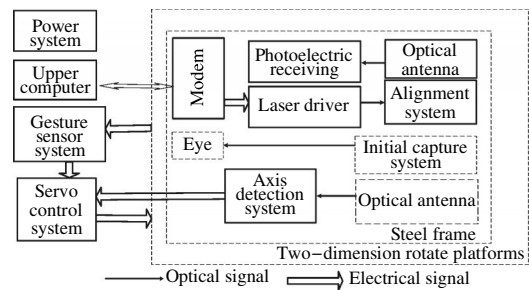 Power
system
Upper
computer
Gesture
sensor
system
Servo
control
system
Modem
Photoelectric
receiving
Optical
antenna
Laser driver
Alignment
system
Eye
Initial capture
system
Axis
detection
system
Optical antenna
Steel frame
Two-dimension rotate platforms
Optical signal
Electrical signal